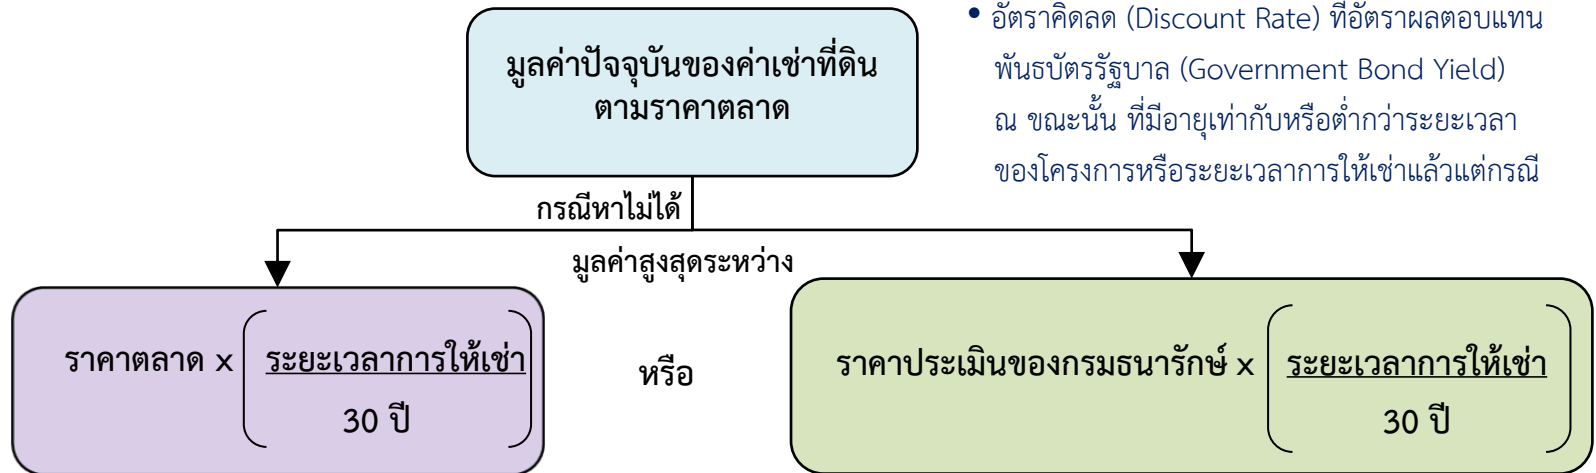 มูลค่าปัจจุบันของค่าเช่าที่ดิน
ตามราคาตลาด
• อัตราคิดลด (Discount Rate) ที่อัตราผลตอบแทน
พันธบัตรรัฐบาล (Government Bond Yield)
ณ ขณะนั้น ที่มีอายุเท่ากับหรือต่ำกว่าระยะเวลา
ของโครงการหรือระยะเวลาการให้เช่าแล้วแต่กรณี
กรณีหาไม่ได้
มูลค่าสูงสุดระหว่าง
ราคาตลาด x ( ระยะเวลาการให้เช่า
30 ปี )
หรือ
ราคาประเมินของกรมธนารักษ์ x ( ระยะเวลาการให้เช่า
30 ปี )